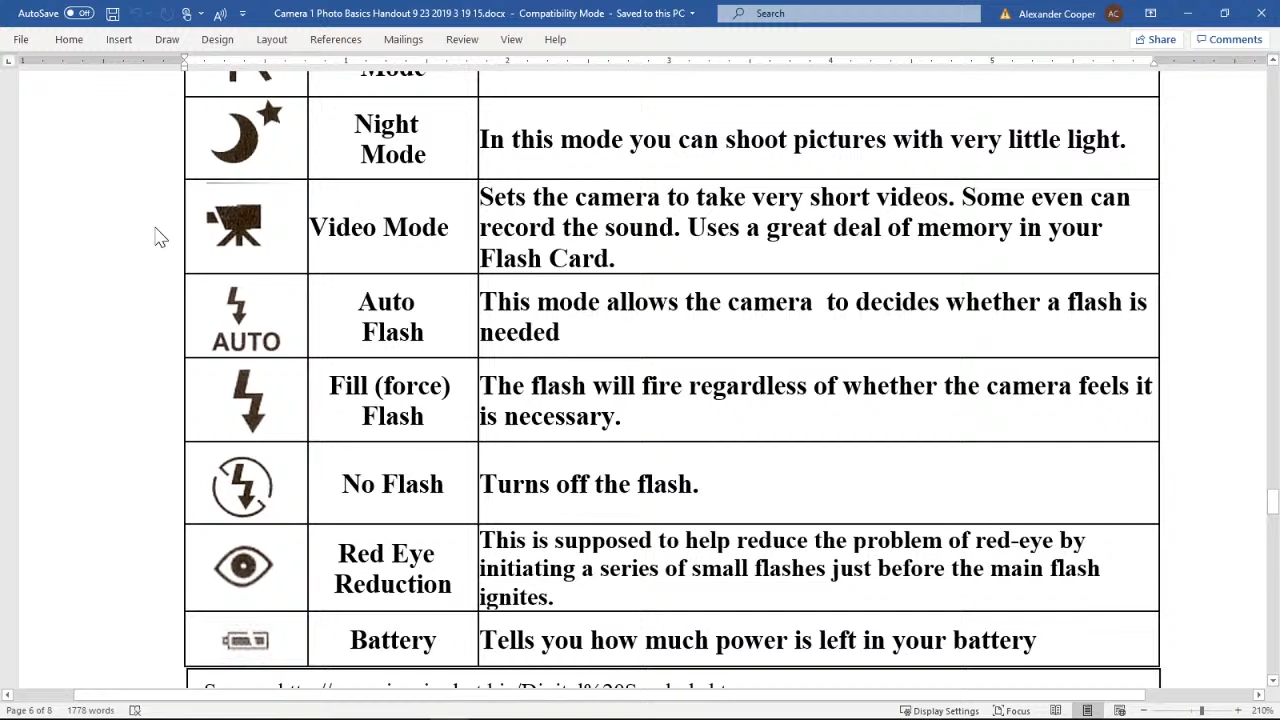 AutoSave Off
Camera 1 Photo Basics Handout 9 23 2019 3 19 15.docx - Compatibility Mode - Saved to this PC
Search
Alexander Cooper AC
File Home Insert Draw Design Layout References Mailings Review View Help
Share Comments
1 1 2 3 4 5
Mode
Night
Mode
In this mode you can shoot pictures with very little light.
Video Mode
Sets the camera to take very short videos. Some even can
record the sound. Uses a great deal of memory in your
Flash Card.
AUTO
Auto
Flash
This mode allows the camera to decides whether a flash is
needed
Fill (force)
Flash
The flash will fire regardless of whether the camera feels it
is necessary.
No Flash
Turns off the flash.
Red Eye
Reduction
This is supposed to help reduce the problem of red-eye by
initiating a series of small flashes just before the main flash
ignites.
Battery
Tells you how much power is left in your battery
Page 6 of 8 1778 words
Display Settings Focus 210%